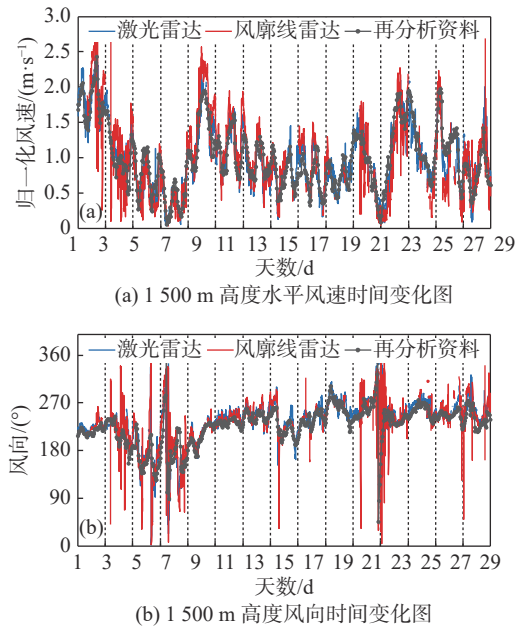 激光雷达 风廓线雷达 再分析资料
3.0
2.5
2.0
1.5
1.0
0.5
0
归一化风速/(m·s⁻¹)
(a)
1 3 5 7 9 11 13 15 17 19 21 23 25 27 29
天数/d
(a) 1 500 m 高度水平风速时间变化图
激光雷达 风廓线雷达 再分析资料
360
270
180
90
0
风向/(°)
(b)
1 3 5 7 9 11 13 15 17 19 21 23 25 27 29
天数/d
(b) 1 500 m 高度风向时间变化图